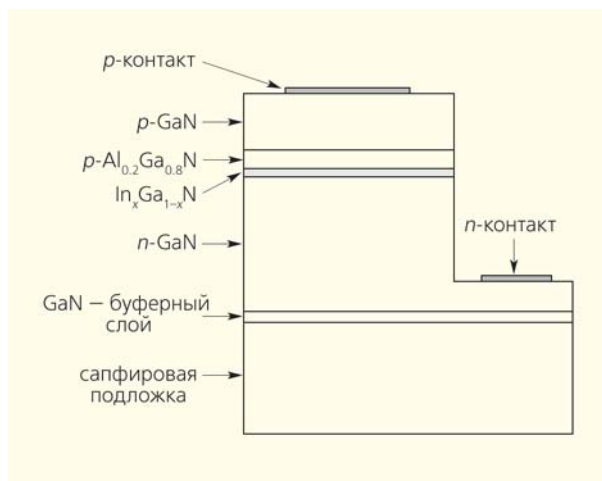 p-контакт
p-GaN
p-Al0.2Ga0.8N
InxGa1–xN
n-GaN
n-контакт
GaN — буферный
слой
сапфировая
подложка